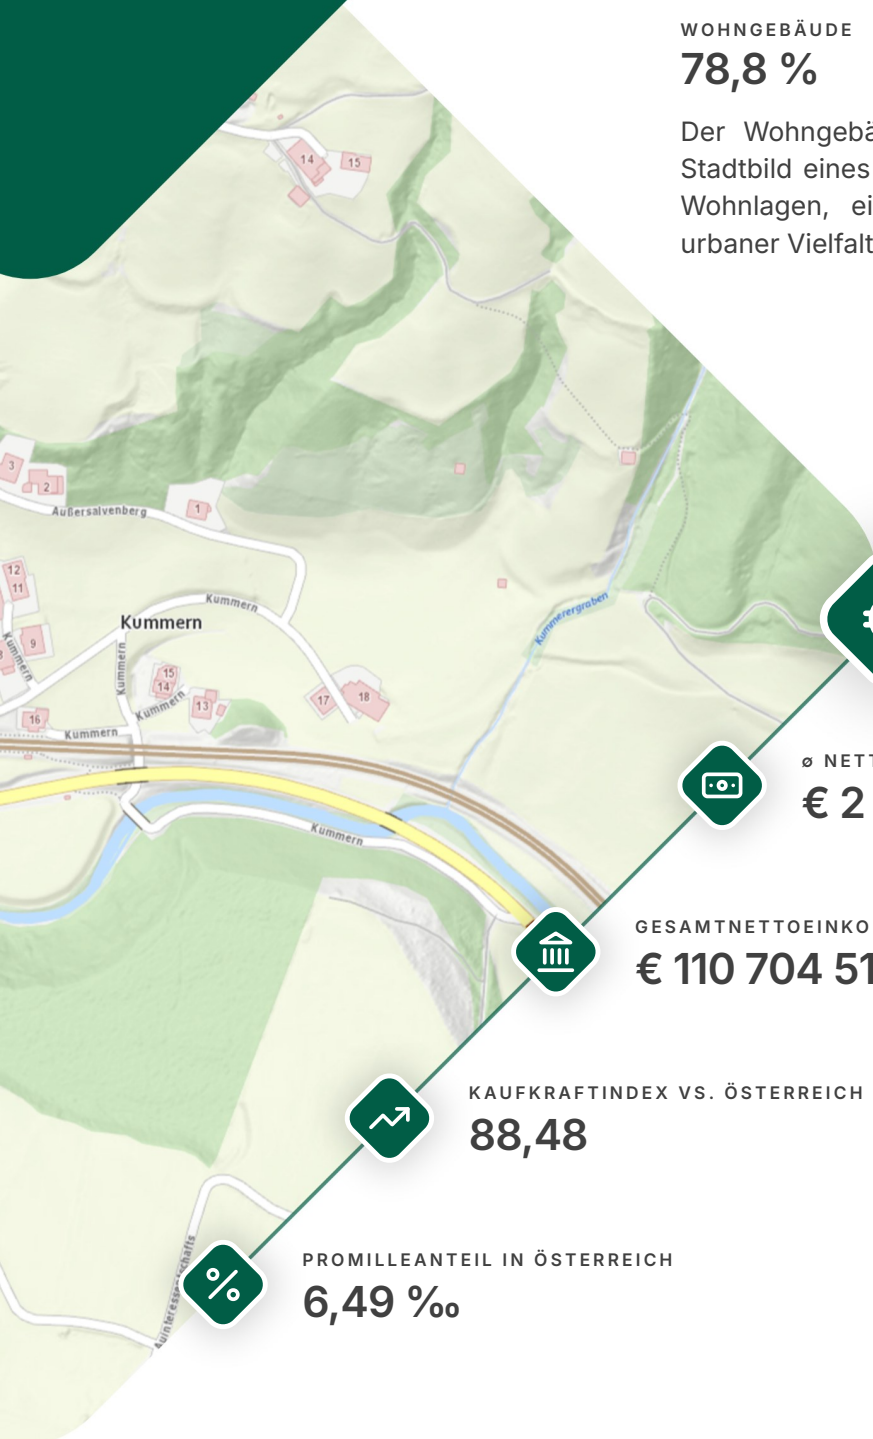 WOHNGEBÄUDE
78,8 %
Der Wohngebä
Stadtbild eines
Wohnlagen, ei
urbaner Vielfalt
14
15
3
2
1
Außersalvenberg
12
11
Kummern
Kummern
Kummern
9
Kummern
Kummerergraben
15
14
Kummern
13
17
18
16
Kummern
Kummern
ø NETT
€ 2
GESAMTNETTOEINKO
€ 110 704 51
KAUFKRAFTINDEX VS. ÖSTERREICH
88,48
PROMILLEANTEIL IN ÖSTERREICH
6,49 ‰